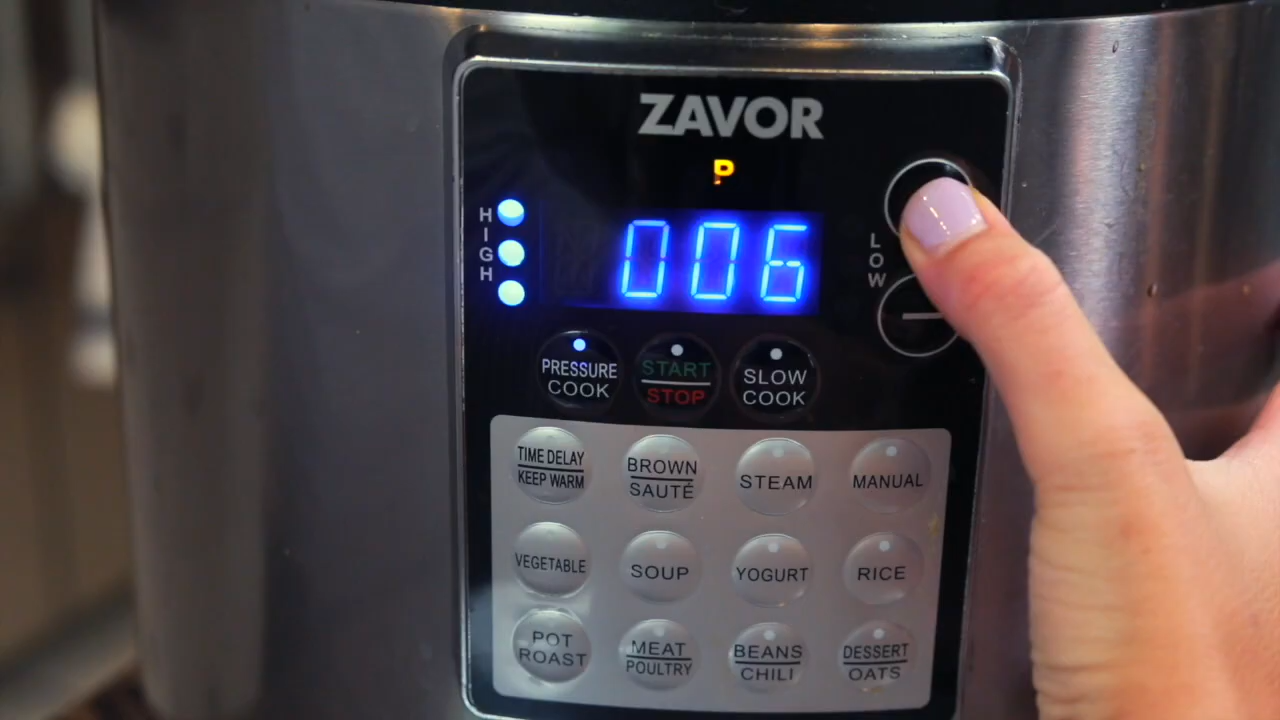 ZAVOR
P
HIGH
006
LOW
PRESSURE COOK
START
STOP
SLOW COOK
TIME DELAY
KEEP WARM
BROWN
SAUTÉ
STEAM
MANUAL
VEGETABLE
SOUP
YOGURT
RICE
POT ROAST
MEAT
POULTRY
BEANS
CHILI
DESSERT
OATS